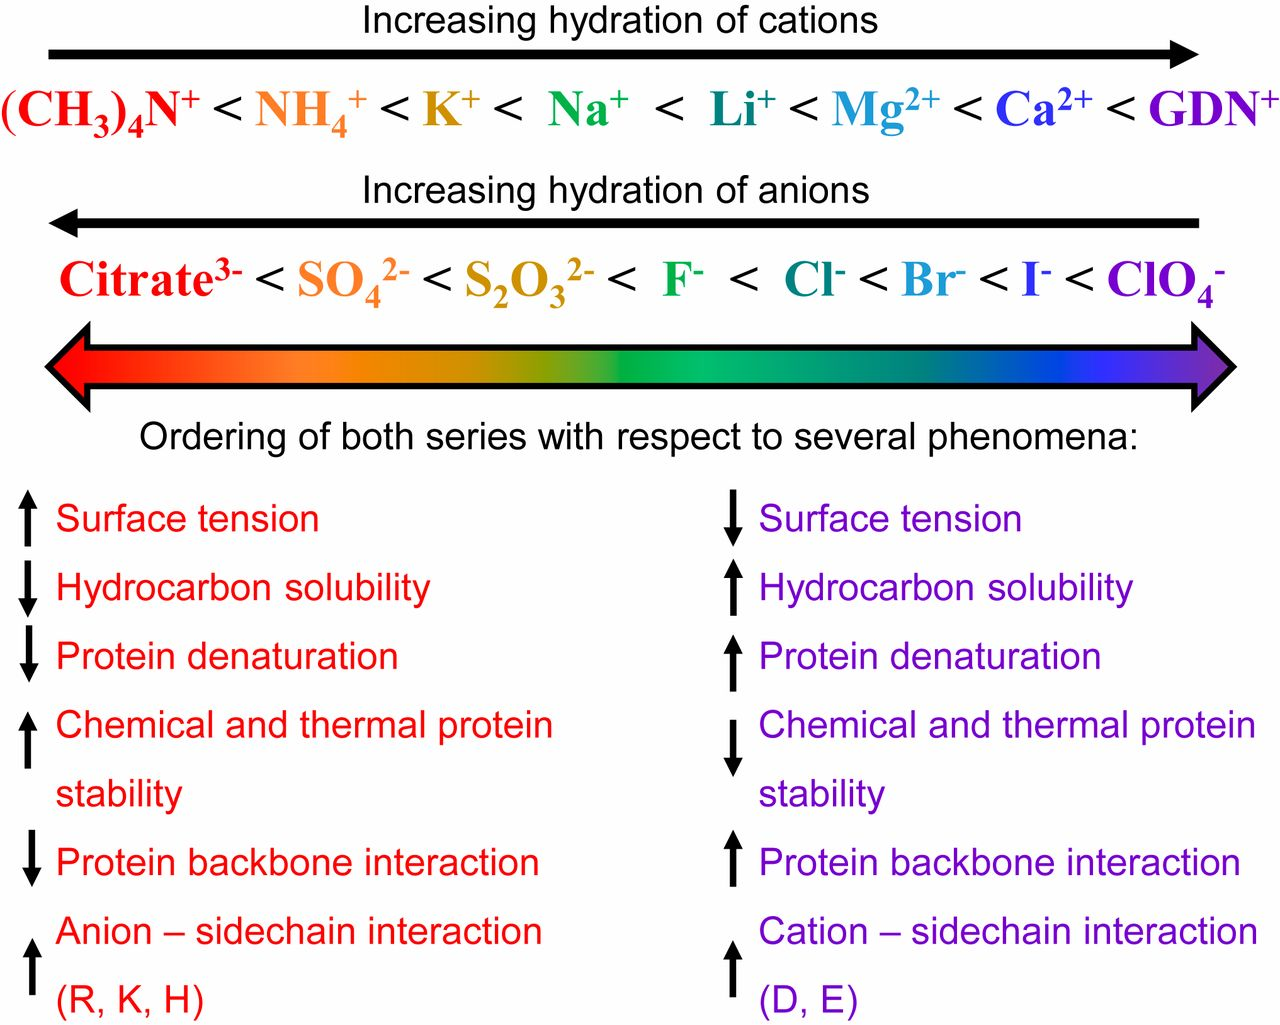 Increasing hydration of cations
(CH₃)₄N⁺ < NH₄⁺ < K⁺ < Na⁺ < Li⁺ < Mg²⁺ < Ca²⁺ < GDN⁺
Increasing hydration of anions
Citrate³⁻ < SO₄²⁻ < S₂O₃²⁻ < F⁻ < Cl⁻ < Br⁻ < I⁻ < ClO₄⁻
Ordering of both series with respect to several phenomena:
↑ Surface tension
↓ Hydrocarbon solubility
↓ Protein denaturation
↑ Chemical and thermal protein
stability
↓ Protein backbone interaction
↑ Anion – sidechain interaction
(R, K, H)
↓ Surface tension
↑ Hydrocarbon solubility
↑ Protein denaturation
↓ Chemical and thermal protein
stability
↑ Protein backbone interaction
↑ Cation – sidechain interaction
(D, E)